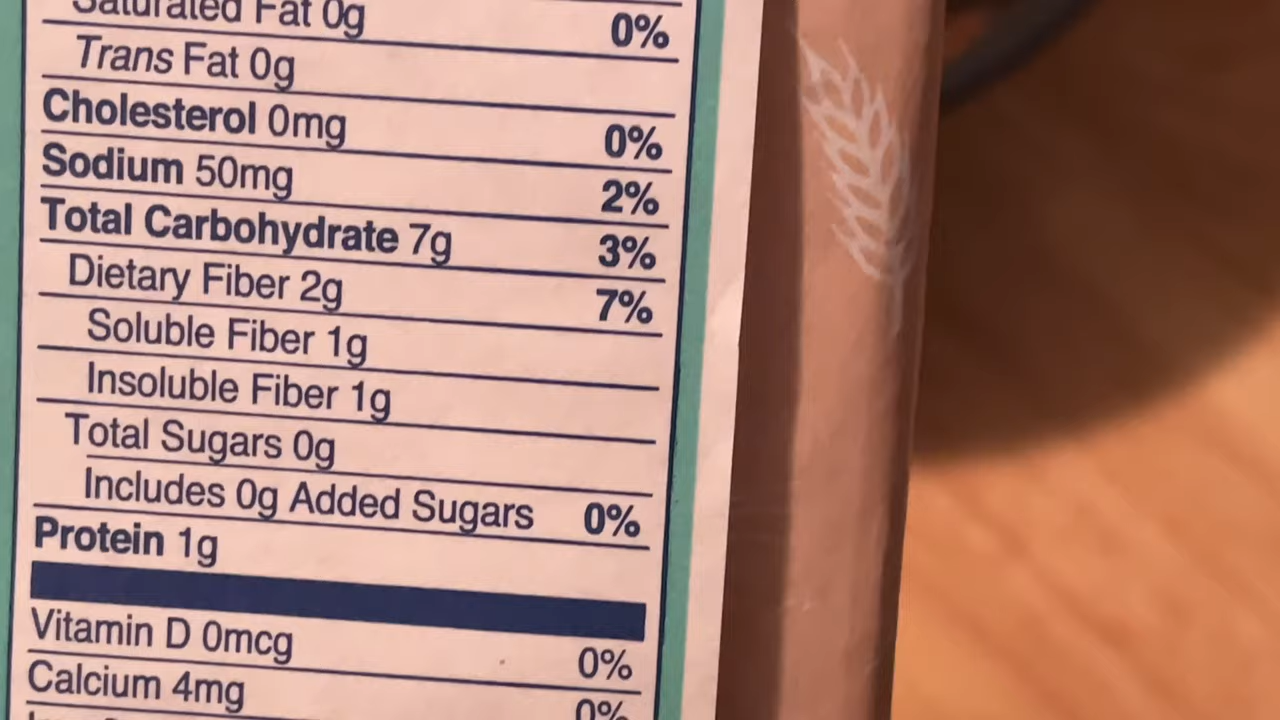 Saturated Fat 0g 0%
Trans Fat 0g
Cholesterol 0mg 0%
Sodium 50mg 2%
Total Carbohydrate 7g 3%
Dietary Fiber 2g 7%
Soluble Fiber 1g
Insoluble Fiber 1g
Total Sugars 0g
Includes 0g Added Sugars 0%
Protein 1g
Vitamin D 0mcg 0%
Calcium 4mg 0%